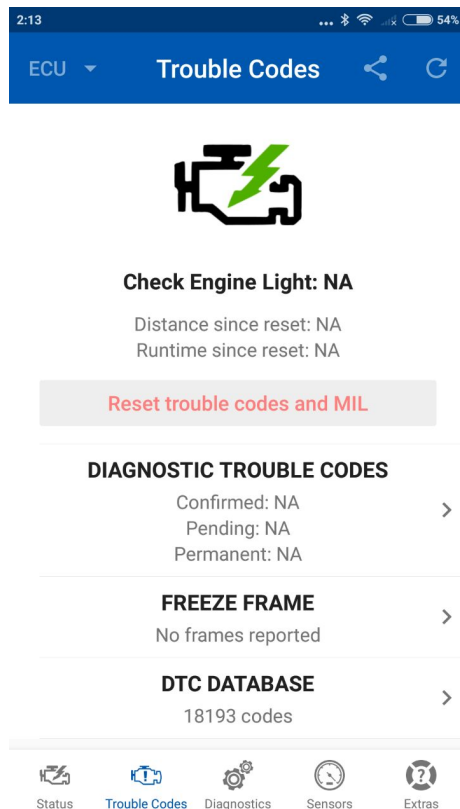 2:13
... 54%
ECU Trouble Codes
Check Engine Light: NA
Distance since reset: NA
Runtime since reset: NA
Reset trouble codes and MIL
DIAGNOSTIC TROUBLE CODES
Confirmed: NA
Pending: NA
Permanent: NA
FREEZE FRAME
No frames reported
DTC DATABASE
18193 codes
Status Trouble Codes Diagnostics Sensors Extras